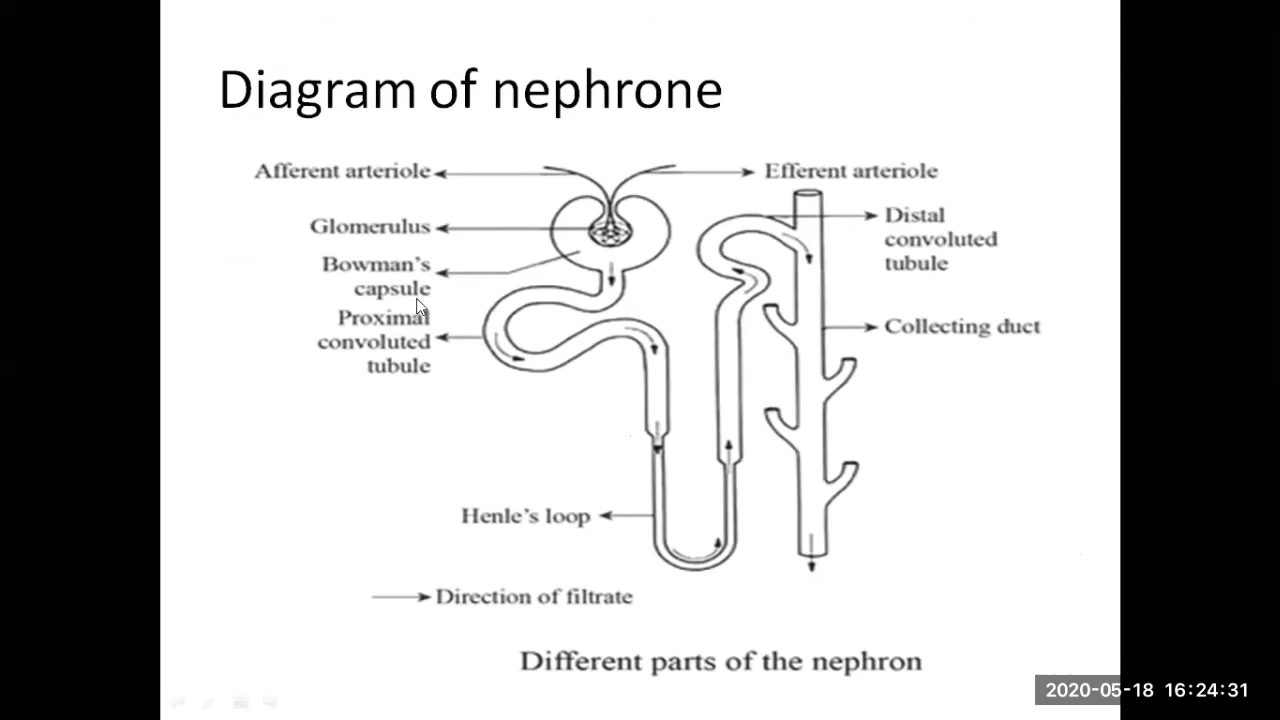 Diagram of nephrone
Afferent arteriole
Efferent arteriole
Glomerulus
Distal
convoluted
tubule
Bowman's
capsule
Proximal
convoluted
tubule
Collecting duct
Henle's loop
Direction of filtrate
Different parts of the nephron
2020-05-18 16:24:31